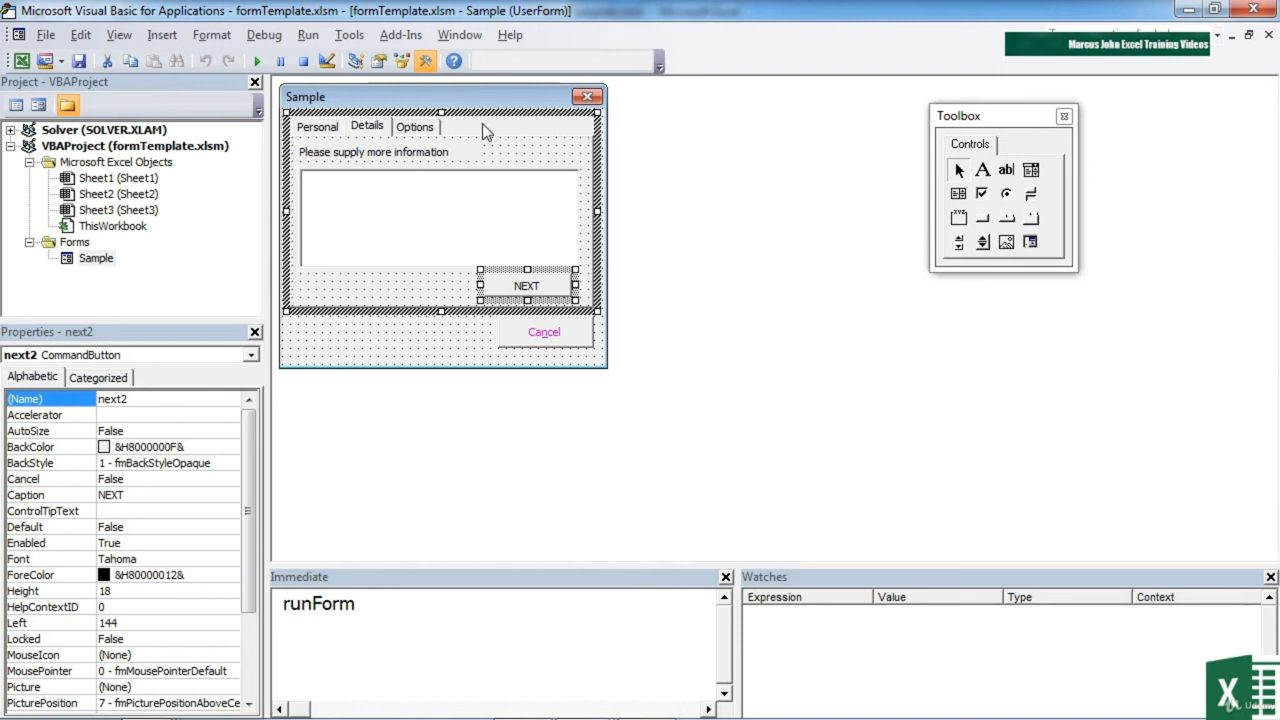 Microsoft Visual Basic for Applications - formTemplate.xlsm - [formTemplate.xlsm - Sample (UserForm)]
File Edit View Insert Format Debug Run Tools Add-Ins Window Help
Marcus John Excel Training Videos
Project - VBAProject
Solver (SOLVER.XLAM)
VBAProject (formTemplate.xlsm)
Microsoft Excel Objects
Sheet1 (Sheet1)
Sheet2 (Sheet2)
Sheet3 (Sheet3)
ThisWorkbook
Forms
Sample
Properties - next2
next2 CommandButton
Alphabetic Categorized
(Name) next2
Accelerator
AutoSize False
BackColor &H8000000F&
BackStyle 1 - fmBackStyleOpaque
Cancel False
Caption NEXT
ControlTipText
Default False
Enabled True
Font Tahoma
ForeColor &H80000012&
Height 18
HelpContextID 0
Left 144
Locked False
MouseIcon (None)
MousePointer 0 - fmMousePointerDefault
Picture (None)
PicturePosition 7 - fmPicturePositionAboveCe
Sample
Personal Details Options
Please supply more information
NEXT
Cancel
Toolbox
Controls
A ab
XYZ
Immediate
runForm
Watches
Expression Value Type Context
X
Udemy